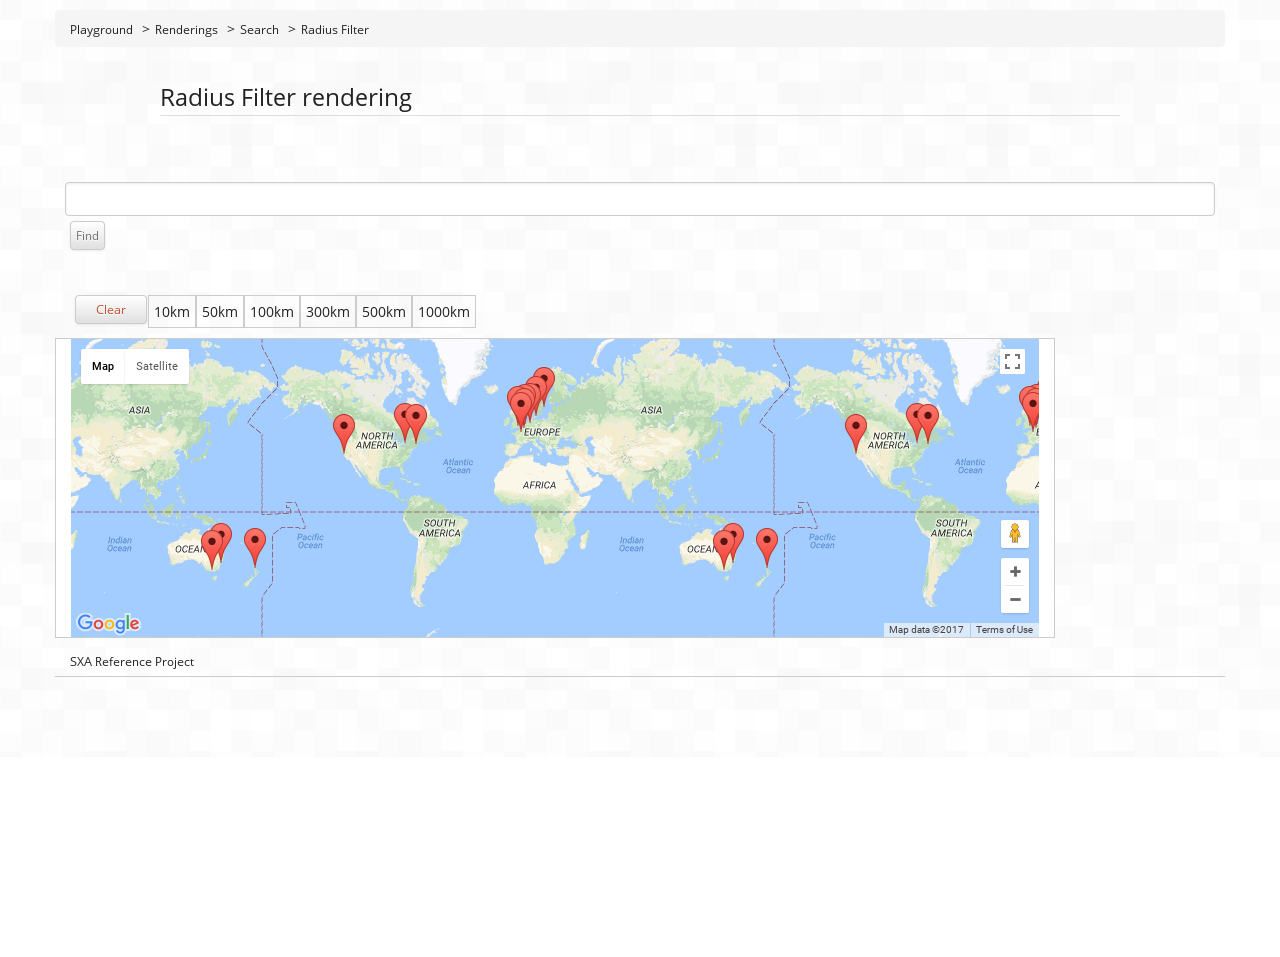 Playground > Renderings > Search > Radius Filter
Radius Filter rendering
Find
Clear 10km 50km 100km 300km 500km 1000km
Map Satellite
ASIA
NORTH AMERICA
EUROPE
ASIA
NORTH AMERICA
Atlantic Ocean
Atlantic Ocean
AFRICA
SOUTH AMERICA
SOUTH AMERICA
Indian Ocean
Pacific Ocean
Indian Ocean
Pacific Ocean
Google
Map data ©2017 Terms of Use
SXA Reference Project